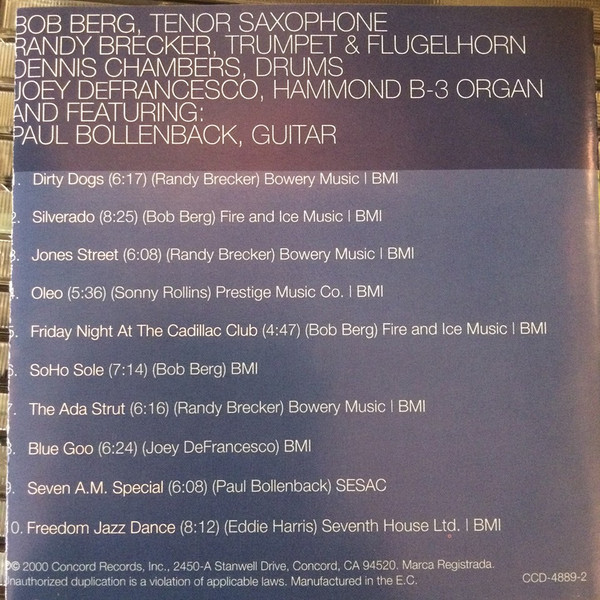 BOB BERG, TENOR SAXOPHONE
RANDY BRECKER, TRUMPET & FLUGELHORN
DENNIS CHAMBERS, DRUMS
JOEY DEFRANCESCO, HAMMOND B-3 ORGAN
AND FEATURING:
PAUL BOLLENBACK, GUITAR
1. Dirty Dogs (6:17) (Randy Brecker) Bowery Music | BMI
2. Silverado (8:25) (Bob Berg) Fire and Ice Music | BMI
3. Jones Street (6:08) (Randy Brecker) Bowery Music | BMI
4. Oleo (5:36) (Sonny Rollins) Prestige Music Co. | BMI
5. Friday Night At The Cadillac Club (4:47) (Bob Berg) Fire and Ice Music | BMI
6. SoHo Sole (7:14) (Bob Berg) BMI
7. The Ada Strut (6:16) (Randy Brecker) Bowery Music | BMI
8. Blue Goo (6:24) (Joey DeFrancesco) BMI
9. Seven A.M. Special (6:08) (Paul Bollenback) SESAC
10. Freedom Jazz Dance (8:12) (Eddie Harris) Seventh House Ltd. | BMI
℗© 2000 Concord Records, Inc., 2450-A Stanwell Drive, Concord, CA 94520. Marca Registrada.
Unauthorized duplication is a violation of applicable laws. Manufactured in the E.C. CCD-4889-2